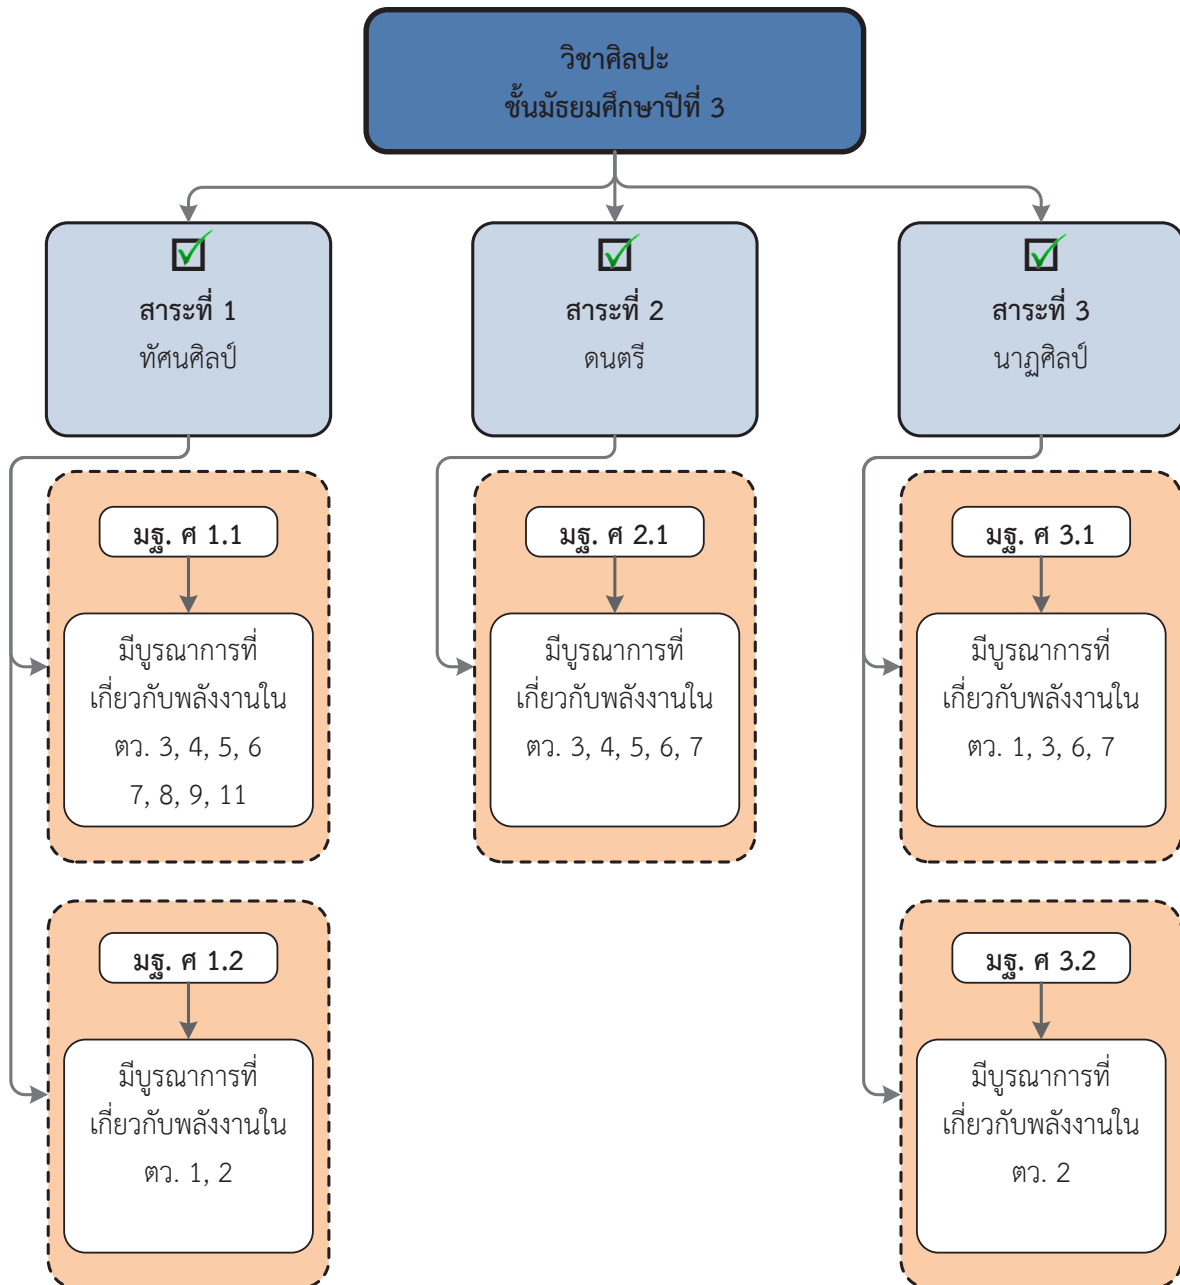 วิชาศิลปะ
ชั้นมัธยมศึกษาปีที่ 3
สาระที่ 1
ทัศนศิลป์
สาระที่ 2
ดนตรี
สาระที่ 3
นาฏศิลป์
มฐ. ศ 1.1
มีบูรณาการที่
เกี่ยวกับพลังงานใน
ตว. 3, 4, 5, 6
7, 8, 9, 11
มฐ. ศ 2.1
มีบูรณาการที่
เกี่ยวกับพลังงานใน
ตว. 3, 4, 5, 6, 7
มฐ. ศ 3.1
มีบูรณาการที่
เกี่ยวกับพลังงานใน
ตว. 1, 3, 6, 7
มฐ. ศ 1.2
มีบูรณาการที่
เกี่ยวกับพลังงานใน
ตว. 1, 2
มฐ. ศ 3.2
มีบูรณาการที่
เกี่ยวกับพลังงานใน
ตว. 2